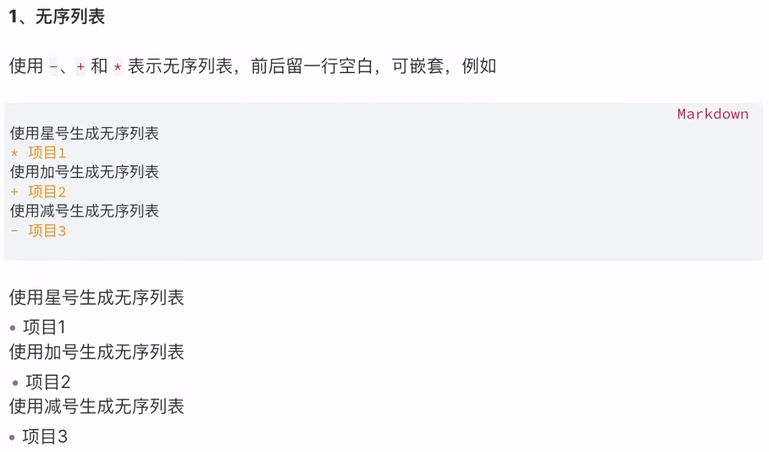 1、无序列表
使用 -、+ 和 * 表示无序列表，前后留一行空白，可嵌套，例如
Markdown
使用星号生成无序列表
* 项目1
使用加号生成无序列表
+ 项目2
使用减号生成无序列表
- 项目3
使用星号生成无序列表
• 项目1
使用加号生成无序列表
• 项目2
使用减号生成无序列表
• 项目3